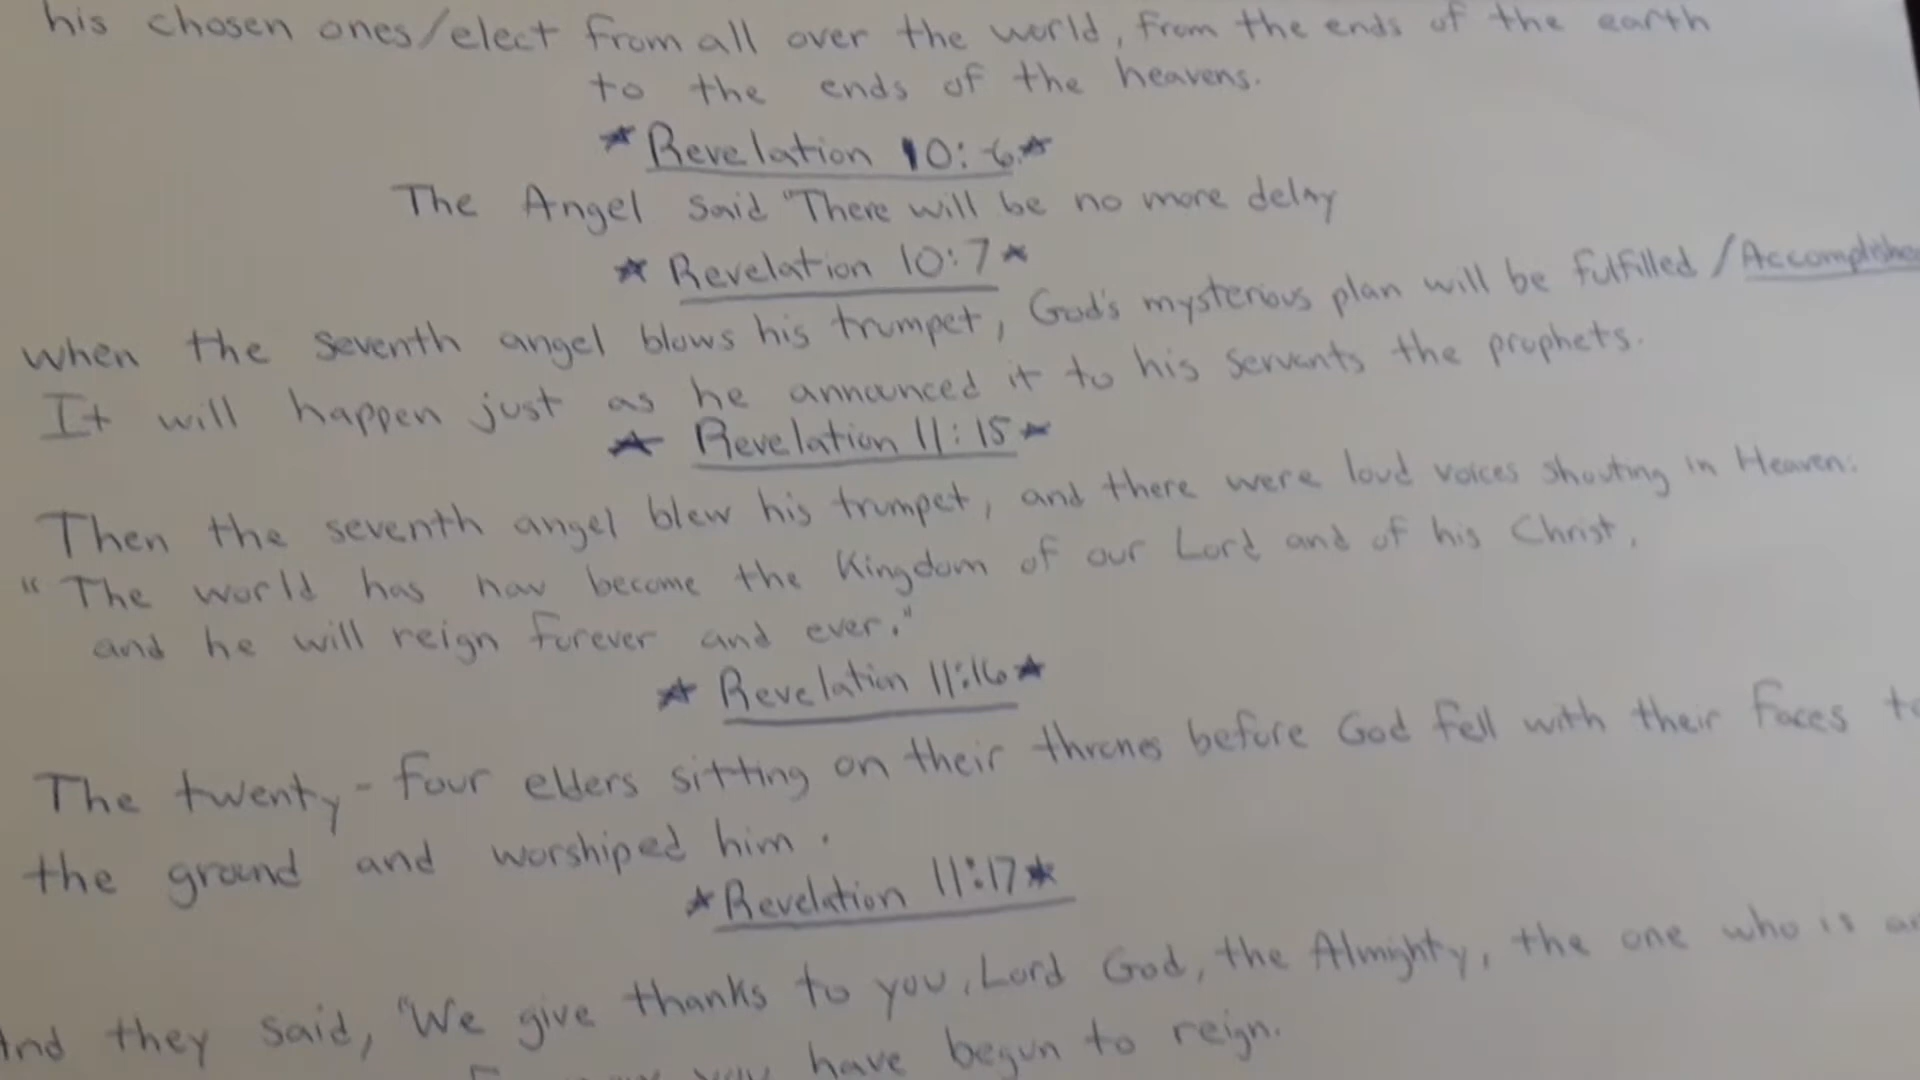 his chosen ones/elect from all over the world, from the ends of the earth
to the ends of the heavens.
*Revelation 10:6*
The Angel said "There will be no more delay
* Revelation 10:7*
when the seventh angel blows his trumpet, God's mysterious plan will be fulfilled /Accomplished
It will happen just as he announced it to his servants the prophets.
* Revelation 11:15*
Then the seventh angel blew his trumpet, and there were loud voices shouting in Heaven:
"The world has now become the Kingdom of our Lord and of his Christ,
and he will reign forever and ever."
* Revelation 11:16*
The twenty-four elders sitting on their thrones before God fell with their faces to
the ground and worshiped him.
*Revelation 11:17*
And they said, "We give thanks to you, Lord God, the Almighty, the one who is
you have begun to reign.